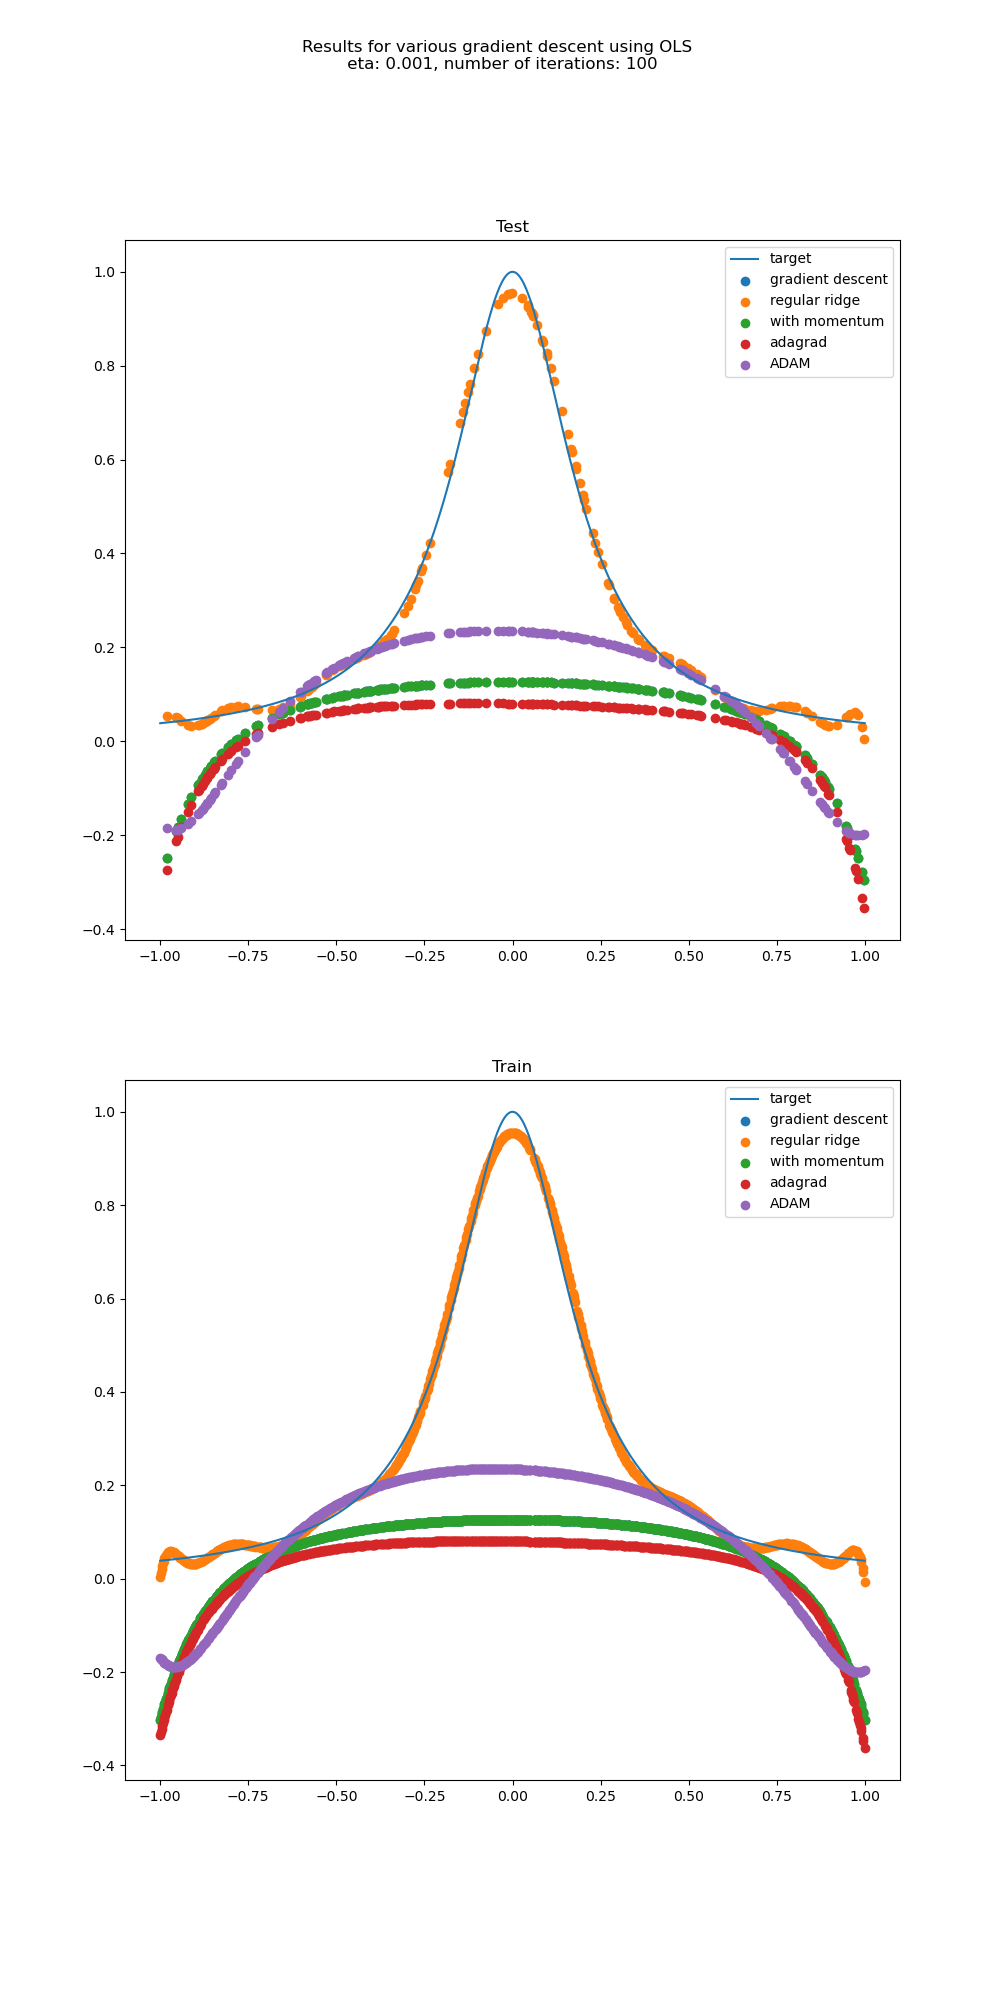 Results for various gradient descent using OLS
eta: 0.001, number of iterations: 100
Test
target
gradient descent
regular ridge
with momentum
adagrad
ADAM
1.0
0.8
0.6
0.4
0.2
0.0
−0.2
−0.4
−1.00 −0.75 −0.50 −0.25 0.00 0.25 0.50 0.75 1.00
Train
target
gradient descent
regular ridge
with momentum
adagrad
ADAM
1.0
0.8
0.6
0.4
0.2
0.0
−0.2
−0.4
−1.00 −0.75 −0.50 −0.25 0.00 0.25 0.50 0.75 1.00